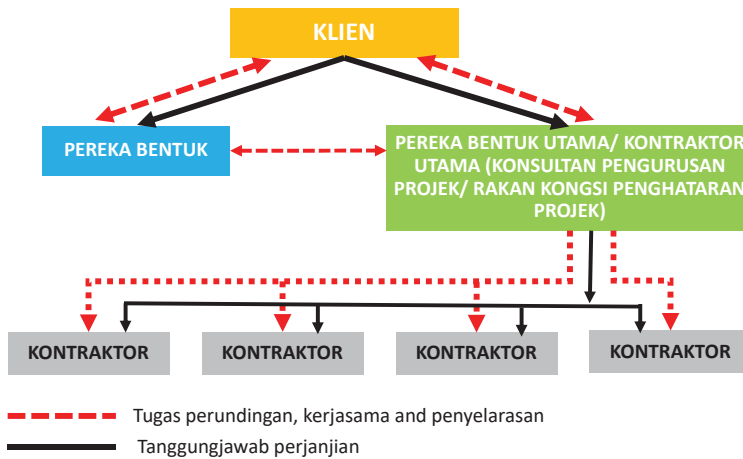 KLIEN
PEREKA BENTUK
PEREKA BENTUK UTAMA/ KONTRAKTOR
UTAMA (KONSULTAN PENGURUSAN
PROJEK/ RAKAN KONGSI PENGHATARAN
PROJEK)
KONTRAKTOR
KONTRAKTOR
KONTRAKTOR
KONTRAKTOR
Tugas perundingan, kerjasama and penyelarasan
Tanggungjawab perjanjian